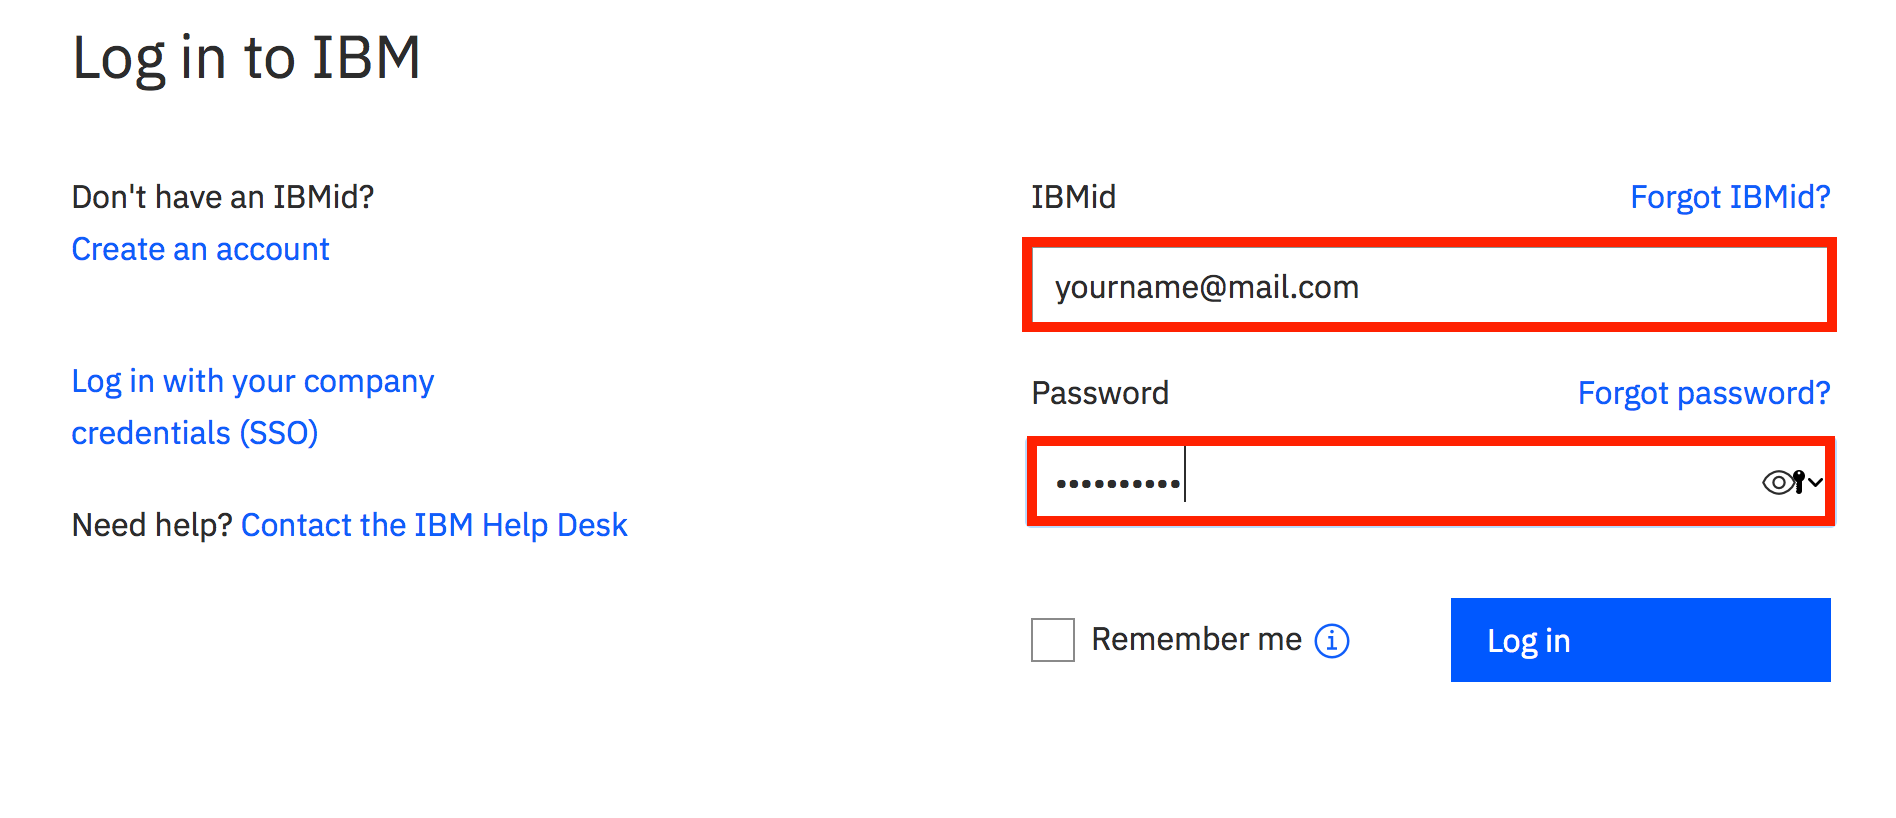 Log in to IBM
Don't have an IBMid?
Create an account
Log in with your company
credentials (SSO)
Need help? Contact the IBM Help Desk
IBMid
Forgot IBMid?
yourname@mail.com
Password
Forgot password?
••••••••••
Remember me
Log in